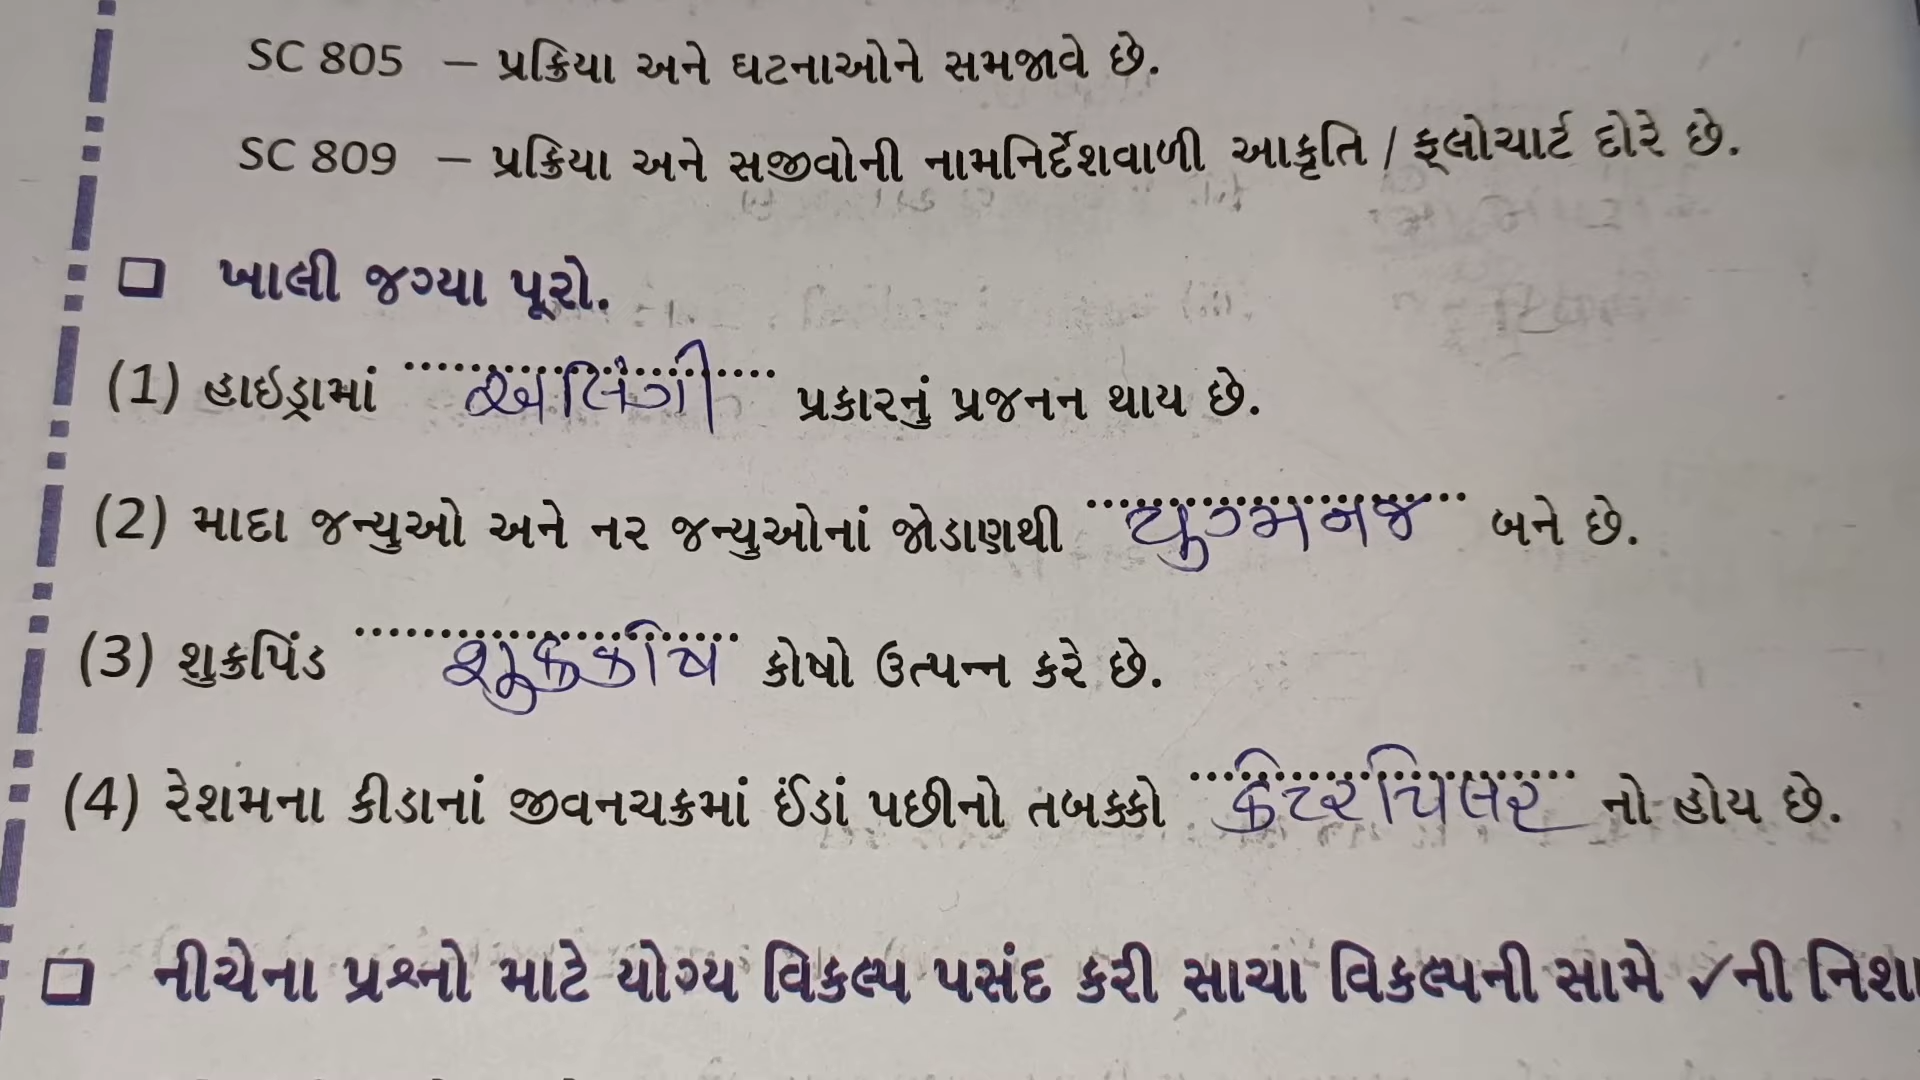 SC 805 – પ્રક્રિયા અને ઘટનાઓને સમજાવે છે.
SC 809 – પ્રક્રિયા અને સજીવોની નામનિર્દેશવાળી આકૃતિ / ફ્લોચાર્ટ દોરે છે.
❑ ખાલી જગ્યા પૂરો.
(1) હાઇડ્રામાં અલિંગી પ્રકારનું પ્રજનન થાય છે.
(2) માદા જન્યુઓ અને નર જન્યુઓનાં જોડાણથી યુગ્મનજ બને છે.
(3) શુક્રપિંડ શુક્રકોષ કોષો ઉત્પન્ન કરે છે.
(4) રેશમના કીડાનાં જીવનચક્રમાં ઈંડાં પછીનો તબક્કો કેટરપિલર નો હોય છે.
❑ નીચેના પ્રશ્નો માટે યોગ્ય વિકલ્પ પસંદ કરી સાચા વિકલ્પની સામે ✓ની નિશા